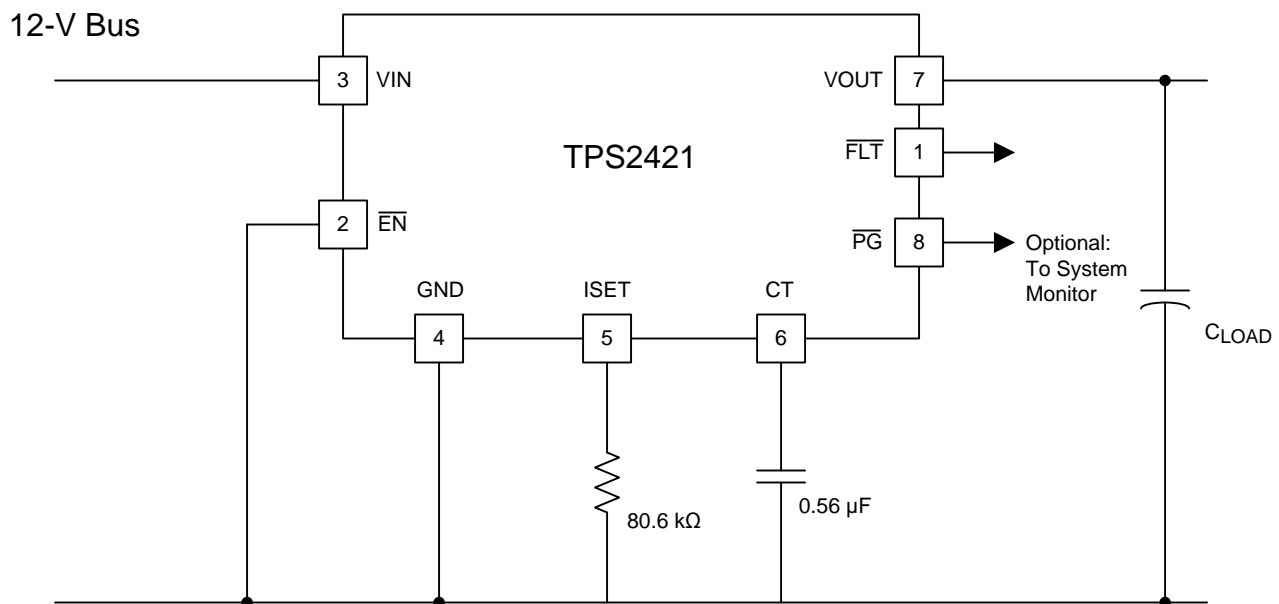 12-V Bus
3
VIN
VOUT
7
TPS2421
FLT
1
2
EN
PG
8
Optional:
To System
Monitor
GND
ISET
CT
4
5
6
CLOAD
80.6 kΩ
0.56 µF